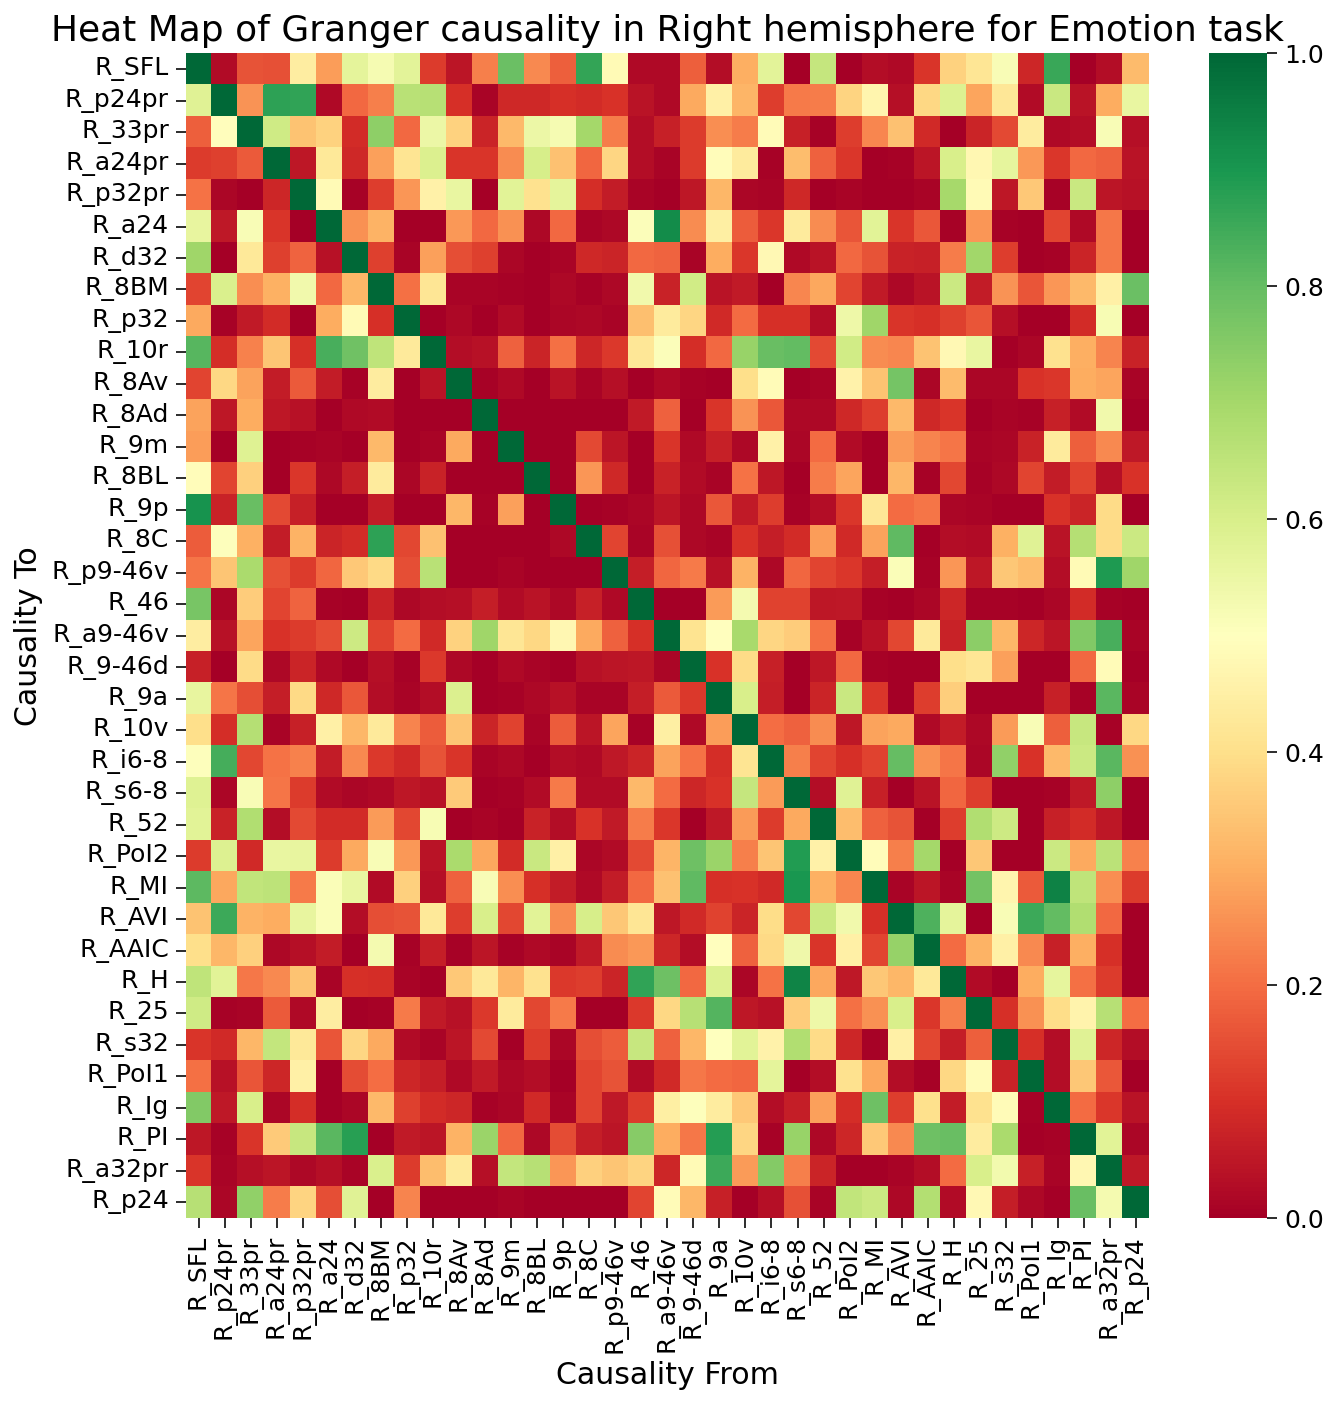 Heat Map of Granger causality in Right hemisphere for Emotion task
R_SFL
R_p24pr
R_33pr
R_a24pr
R_p32pr
R_a24
R_d32
R_8BM
R_p32
R_10r
R_8Av
R_8Ad
R_9m
R_8BL
R_9p
R_8C
R_p9-46v
R_46
R_a9-46v
R_9-46d
R_9a
R_10v
R_i6-8
R_s6-8
R_52
R_PoI2
R_MI
R_AVI
R_AAIC
R_H
R_25
R_s32
R_PoI1
R_Ig
R_PI
R_a32pr
R_p24
Causality To
R_SFL
R_p24pr
R_33pr
R_a24pr
R_p32pr
R_a24
R_d32
R_8BM
R_p32
R_10r
R_8Av
R_8Ad
R_9m
R_8BL
R_9p
R_8C
R_p9-46v
R_46
R_a9-46v
R_9-46d
R_9a
R_10v
R_i6-8
R_s6-8
R_52
R_PoI2
R_MI
R_AVI
R_AAIC
R_H
R_25
R_s32
R_PoI1
R_Ig
R_PI
R_a32pr
R_p24
Causality From
1.0
0.8
0.6
0.4
0.2
0.0